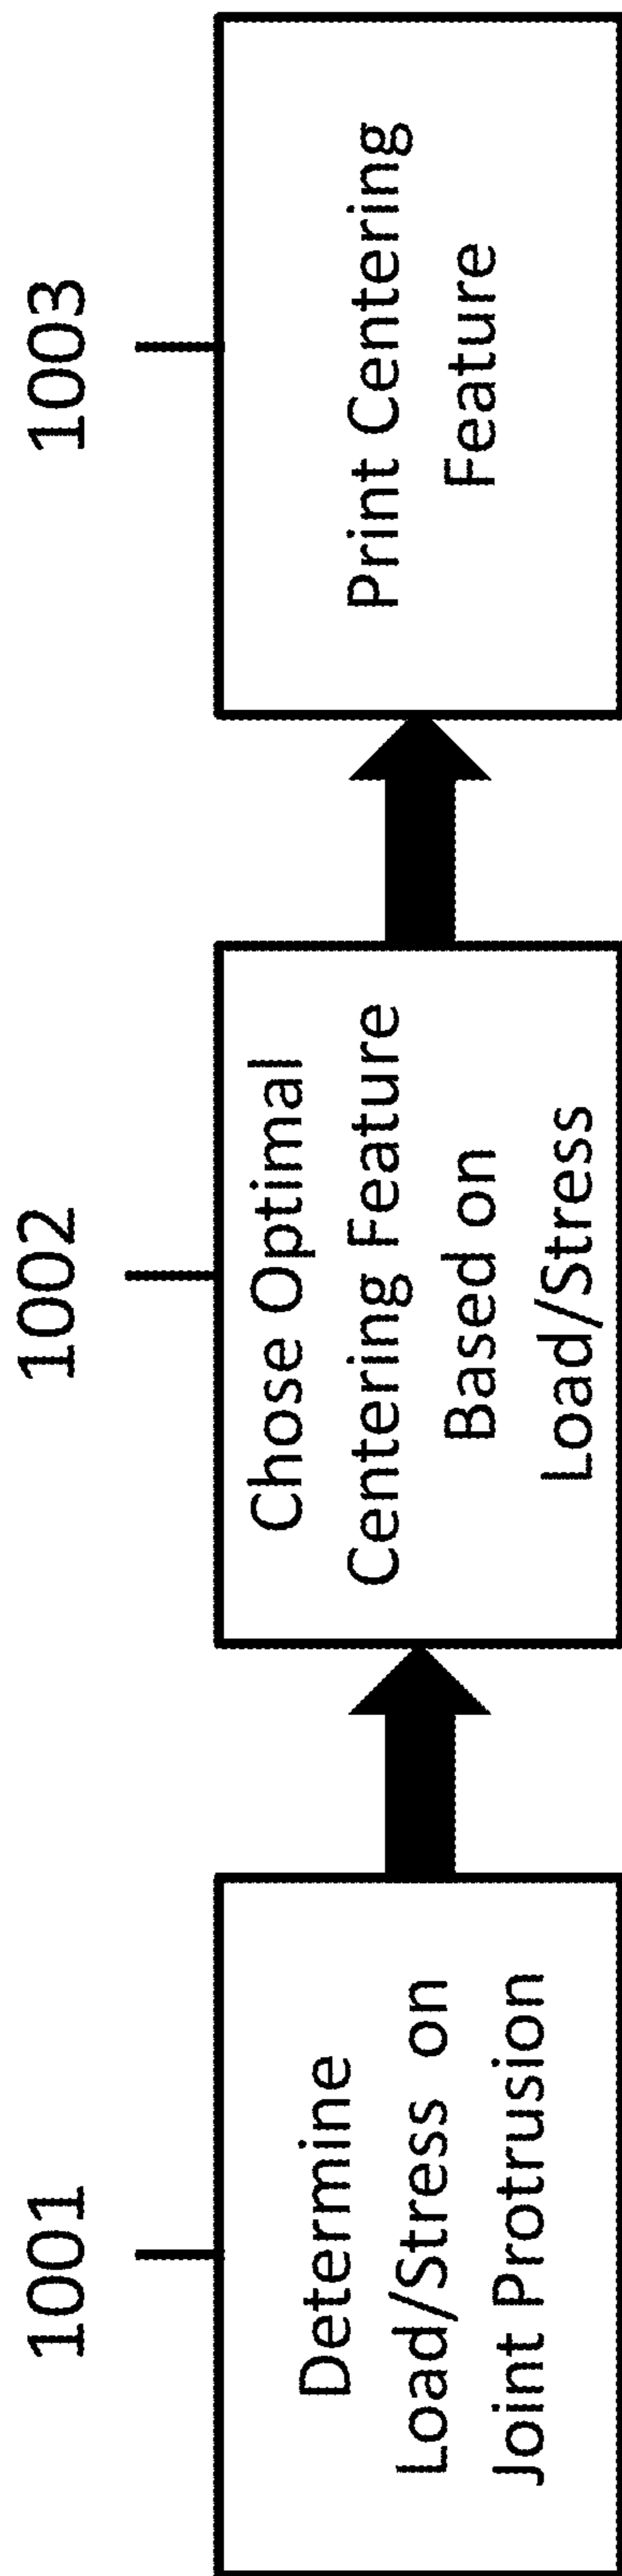 1001
Determine
Load/Stress on
Joint Protrusion
1002
Chose Optimal
Centering Feature
Based on
Load/Stress
1003
Print Centering
Feature